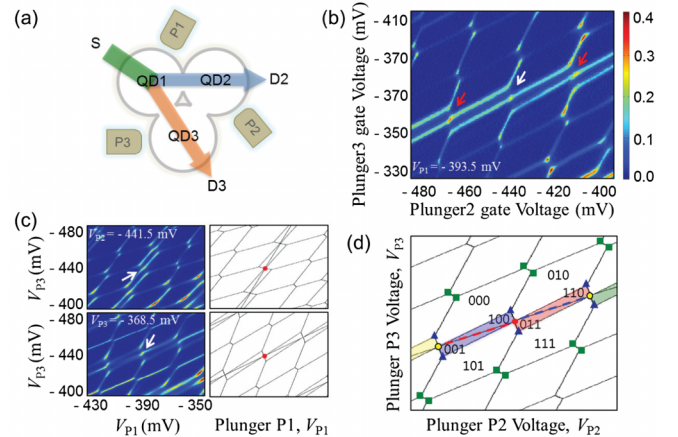 (a)
P1
S
QD1
QD2
D2
P3
QD3
P2
D3
(b)
Plunger3 gate Voltage (mV)
- 410
- 370
- 370
- 350
- 330
V_P1 = - 393.5 mV
- 480
- 460
- 440
- 420
- 400
Plunger2 gate Voltage (mV)
0.4
0.3
0.2
0.1
0.0
(c)
V_P3 (mV)
- 480
- 440
- 400
V_P2 = - 441.5 mV
V_P3 (mV)
- 480
- 440
- 400
V_P3 = - 368.5 mV
- 430
- 390
- 350
V_P1 (mV)
Plunger P1, V_P1
(d)
Plunger P3 Voltage, V_P3
000
010
110
100
011
001
101
111
Plunger P2 Voltage, V_P2